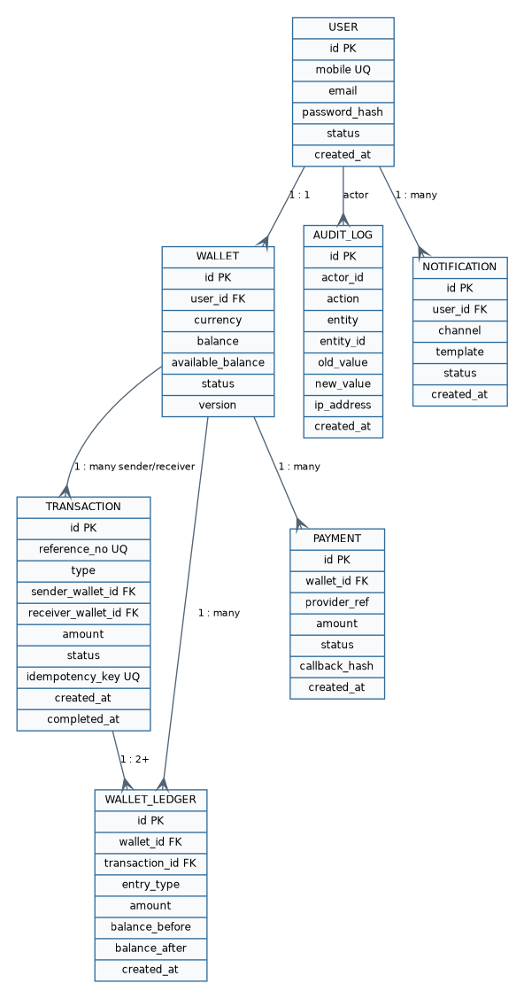 USER
id PK
mobile UQ
email
password_hash
status
created_at
1 : 1
actor
1 : many
WALLET
id PK
user_id FK
currency
balance
available_balance
status
version
AUDIT_LOG
id PK
actor_id
action
entity
entity_id
old_value
new_value
ip_address
created_at
NOTIFICATION
id PK
user_id FK
channel
template
status
created_at
1 : many sender/receiver
1 : many
1 : many
TRANSACTION
id PK
reference_no UQ
type
sender_wallet_id FK
receiver_wallet_id FK
amount
status
idempotency_key UQ
created_at
completed_at
PAYMENT
id PK
wallet_id FK
provider_ref
amount
status
callback_hash
created_at
1 : 2+
WALLET_LEDGER
id PK
wallet_id FK
transaction_id FK
entry_type
amount
balance_before
balance_after
created_at